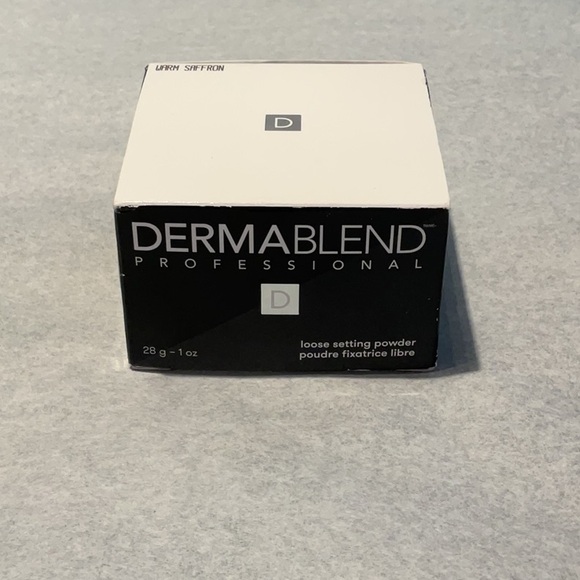 WARM SAFFRON
D
DERMABLEND
PROFESSIONAL
D
28 g – 1 oz
loose setting powder
poudre fixatrice libre